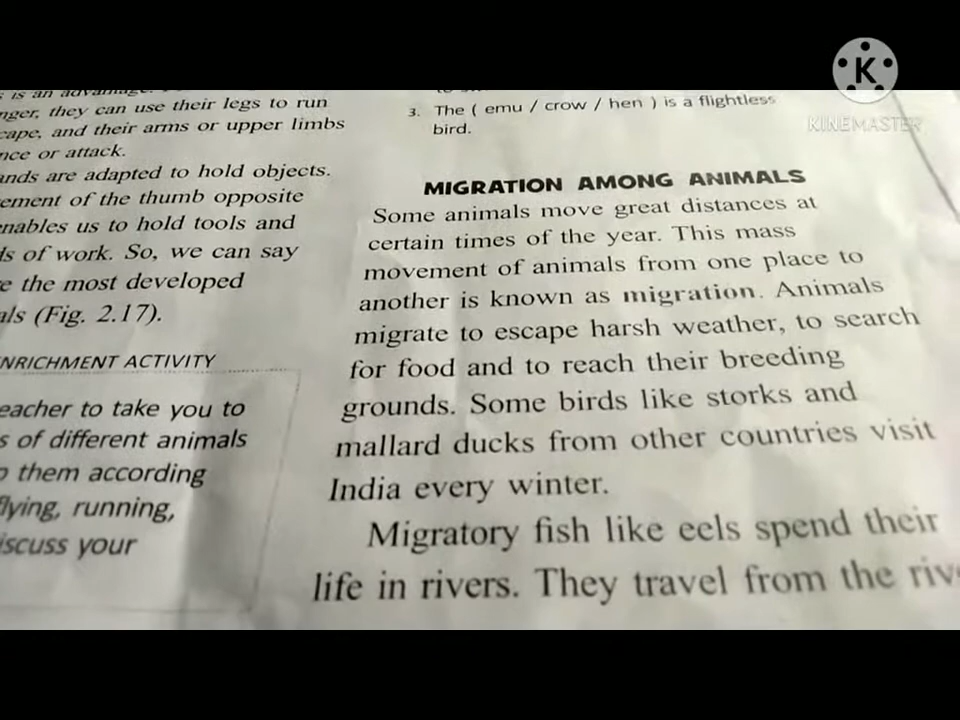 nger, they can use their legs to run
cape, and their arms or upper limbs
nce or attack.
ands are adapted to hold objects.
ement of the thumb opposite
enables us to hold tools and
ds of work. So, we can say
e the most developed
als (Fig. 2.17).
ENRICHMENT ACTIVITY
eacher to take you to
s of different animals
p them according
flying, running,
iscuss your
3. The ( emu / crow / hen ) is a flightless
bird.
MIGRATION AMONG ANIMALS
Some animals move great distances at
certain times of the year. This mass
movement of animals from one place to
another is known as migration. Animals
migrate to escape harsh weather, to search
for food and to reach their breeding
grounds. Some birds like storks and
mallard ducks from other countries visit
India every winter.
Migratory fish like eels spend their
life in rivers. They travel from the riv
K
KINEMASTER